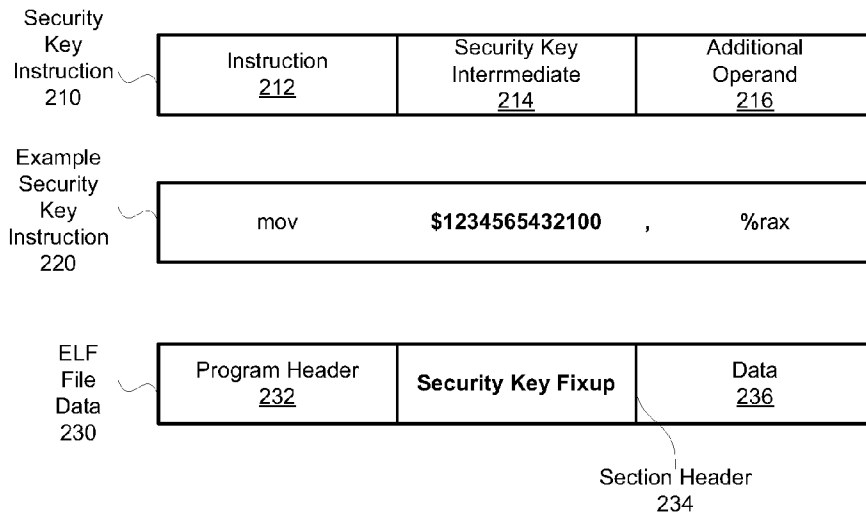 Security
Key
Instruction
210
Instruction
212
Security Key
Interrmediate
214
Additional
Operand
216
Example
Security
Key
Instruction
220
mov $1234565432100 , %rax
ELF
File
Data
230
Program Header
232
Security Key Fixup
Data
236
Section Header
234